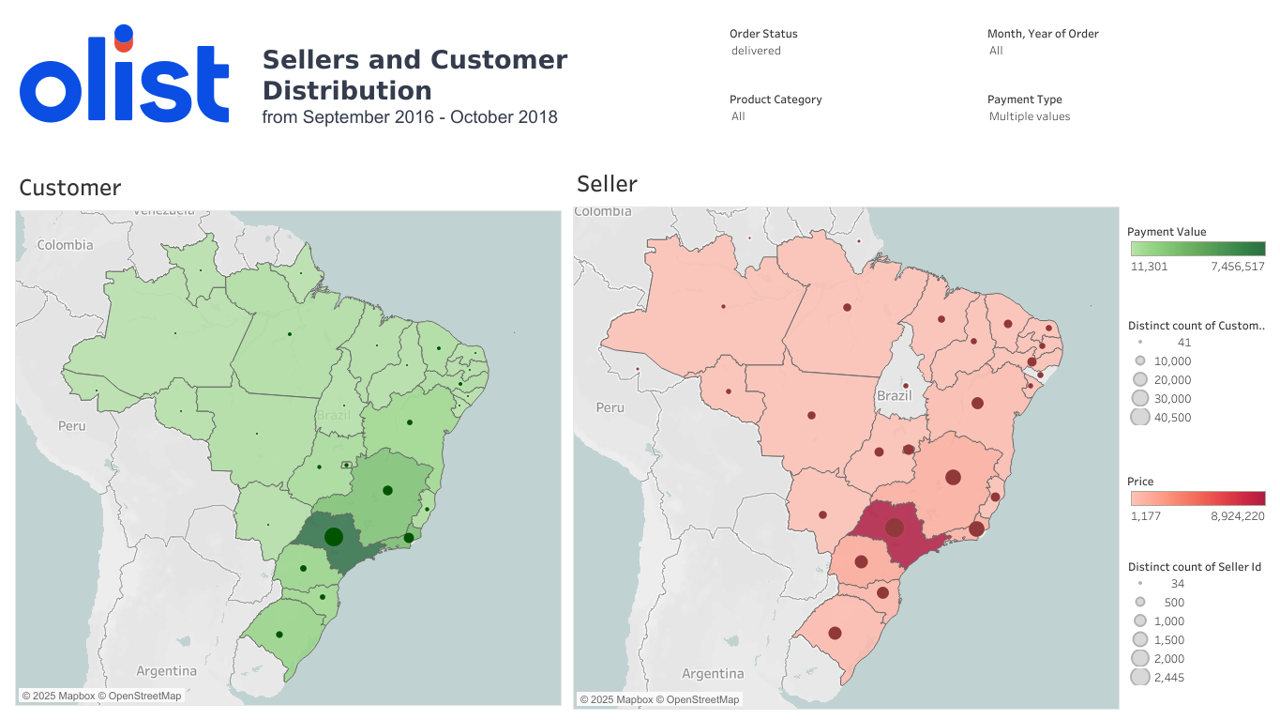 olist
Sellers and Customer
Distribution
from September 2016 - October 2018
Order Status
delivered
Month, Year of Order
All
Product Category
All
Payment Type
Multiple values
Customer
Venezuela
Colombia
Brazil
Peru
Argentina
© 2025 Mapbox © OpenStreetMap
Seller
Colombia
Brazil
Peru
Argentina
© 2025 Mapbox © OpenStreetMap
Payment Value
11,301 7,456,517
Distinct count of Custom..
41
10,000
20,000
30,000
40,500
Price
1,177 8,924,220
Distinct count of Seller Id
34
500
1,000
1,500
2,000
2,445